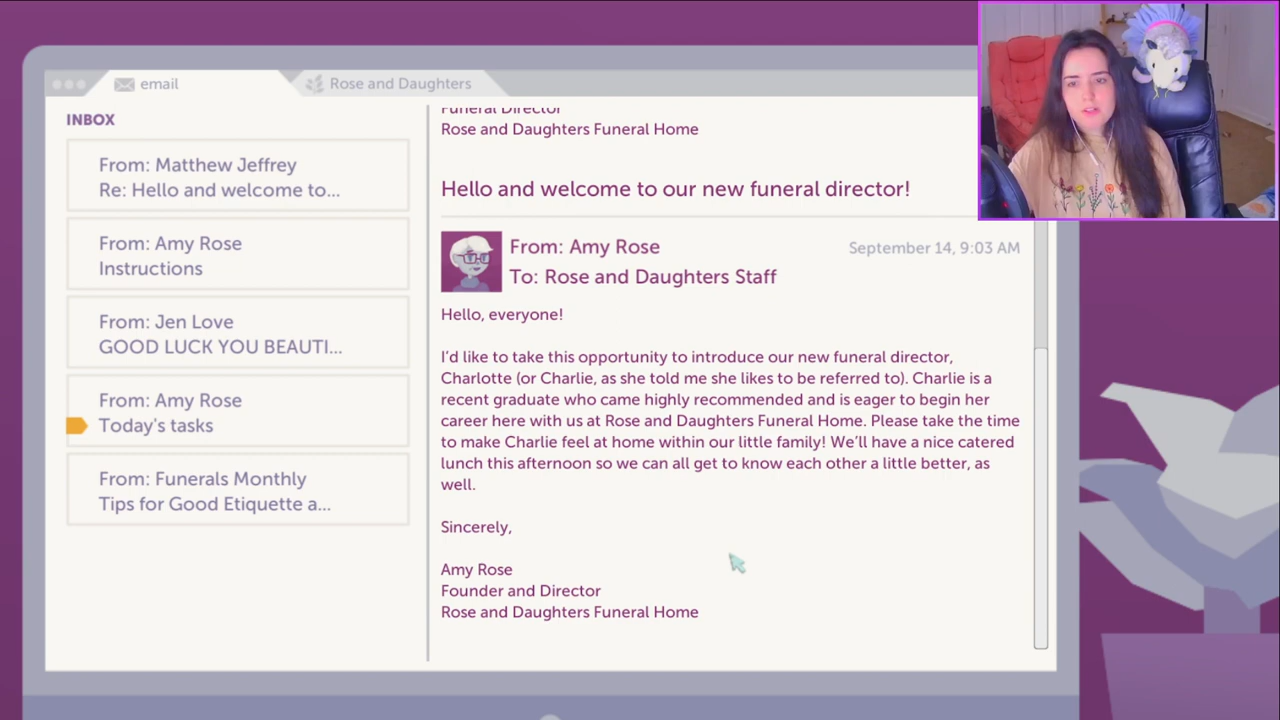 email
Rose and Daughters
INBOX
From: Matthew Jeffrey
Re: Hello and welcome to...
From: Amy Rose
Instructions
From: Jen Love
GOOD LUCK YOU BEAUTI...
From: Amy Rose
Today's tasks
From: Funerals Monthly
Tips for Good Etiquette a...
Funeral Director
Rose and Daughters Funeral Home
Hello and welcome to our new funeral director!
From: Amy Rose
September 14, 9:03 AM
To: Rose and Daughters Staff
Hello, everyone!
I'd like to take this opportunity to introduce our new funeral director,
Charlotte (or Charlie, as she told me she likes to be referred to). Charlie is a
recent graduate who came highly recommended and is eager to begin her
career here with us at Rose and Daughters Funeral Home. Please take the time
to make Charlie feel at home within our little family! We'll have a nice catered
lunch this afternoon so we can all get to know each other a little better, as
well.
Sincerely,
Amy Rose
Founder and Director
Rose and Daughters Funeral Home